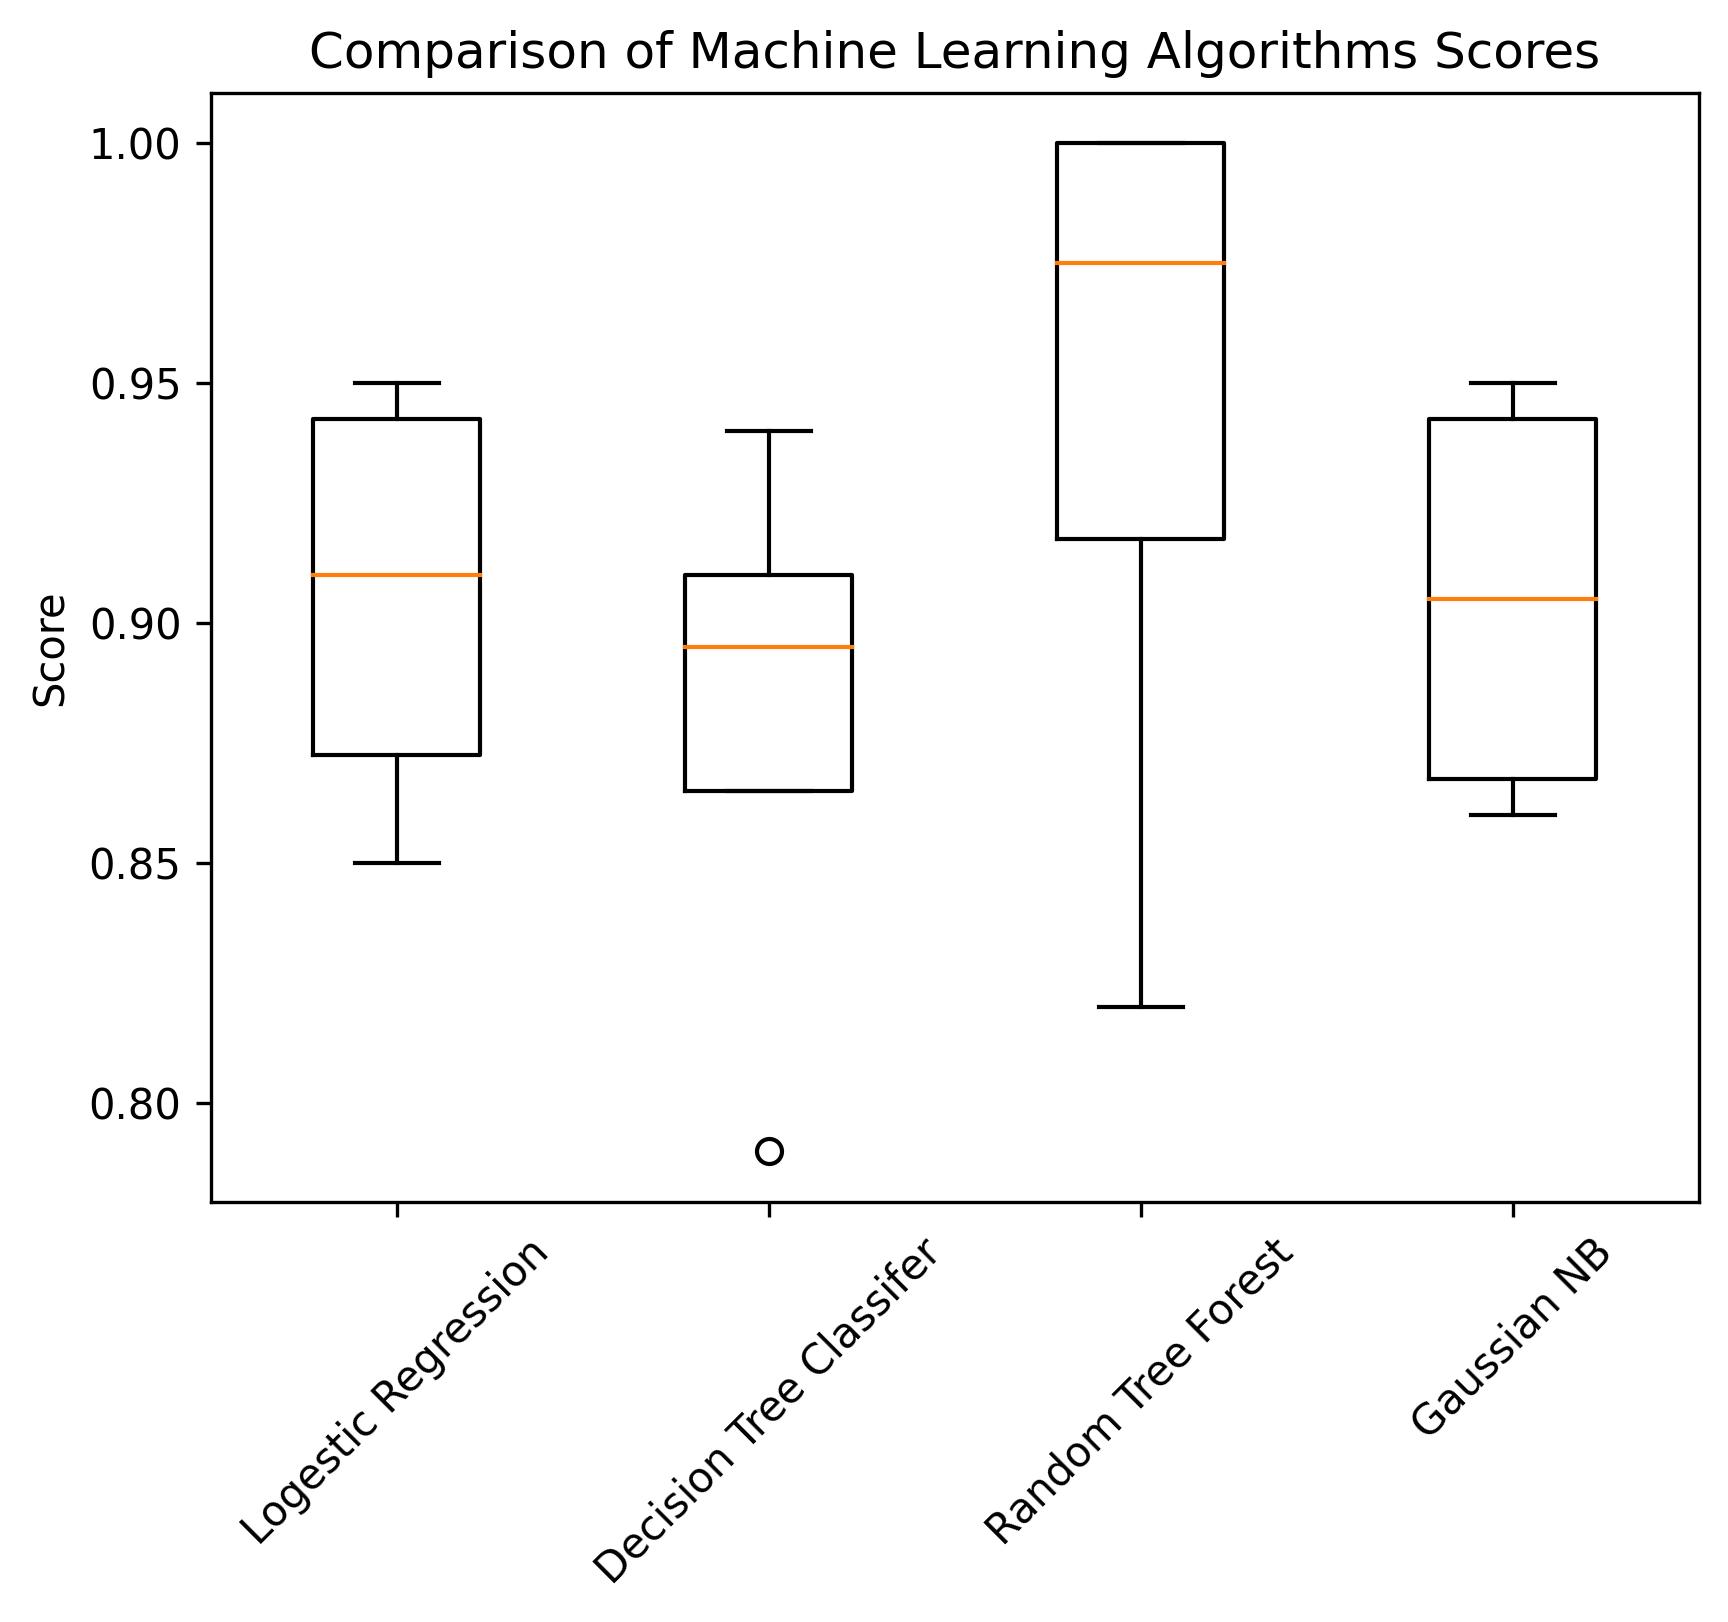 Comparison of Machine Learning Algorithms Scores
1.00
0.95
0.90
0.85
0.80
Score
Logestic Regression
Decision Tree Classifer
Random Tree Forest
Gaussian NB